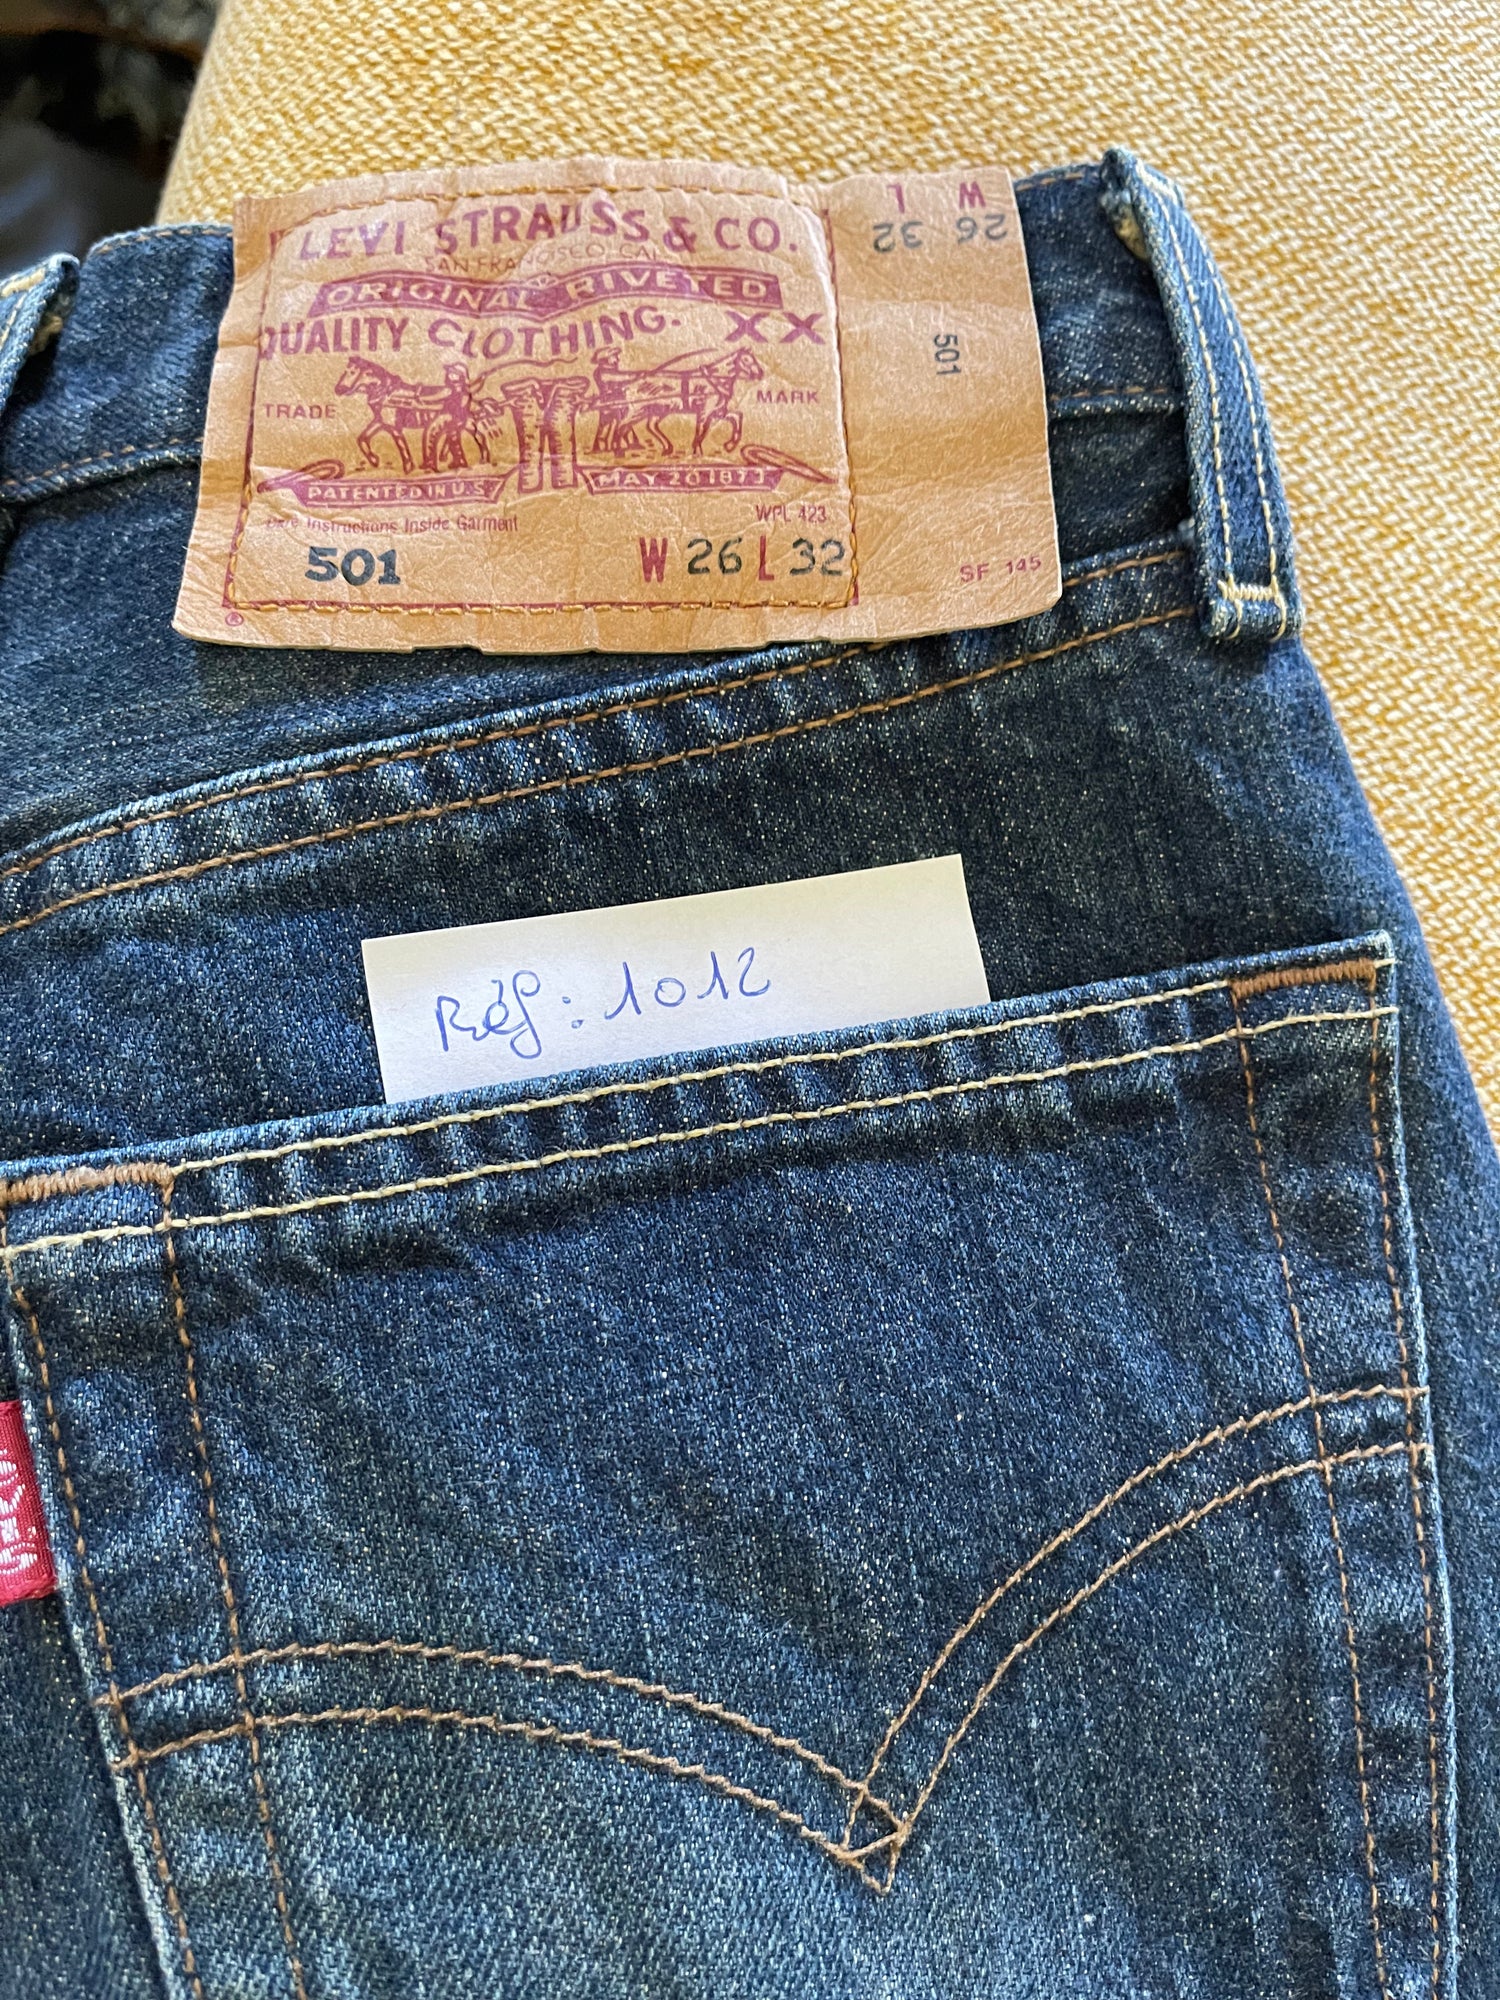 LEVI STRAUSS & CO.
SAN FRANCISCO CAL
ORIGINAL RIVETED
QUALITY CLOTHING. XX
TRADE MARK
PATENTED IN U.S.
MAY 20 1873
Care Instructions Inside Garment
WPL 423
501 W 26 L 32
SF 145
®
W L
26 32
501
Réf : 1012
LEVI'S